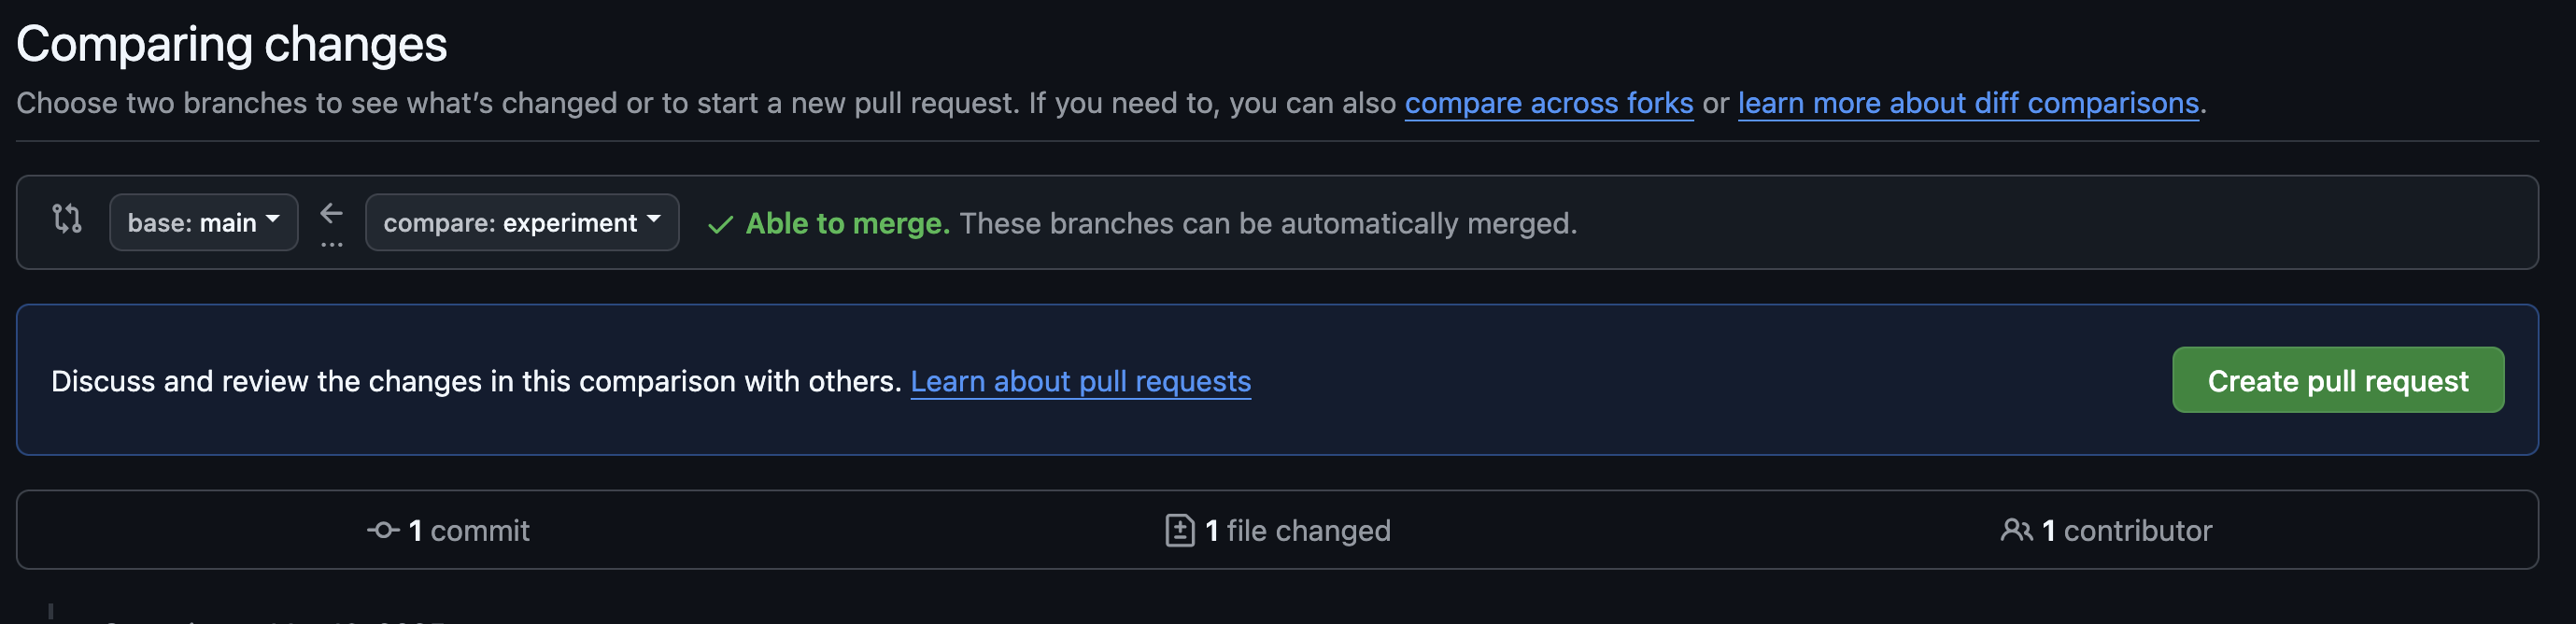 Comparing changes
Choose two branches to see what’s changed or to start a new pull request. If you need to, you can also compare across forks or learn more about diff comparisons.
base: main ... compare: experiment Able to merge. These branches can be automatically merged.
Discuss and review the changes in this comparison with others. Learn about pull requests Create pull request
1 commit 1 file changed 1 contributor